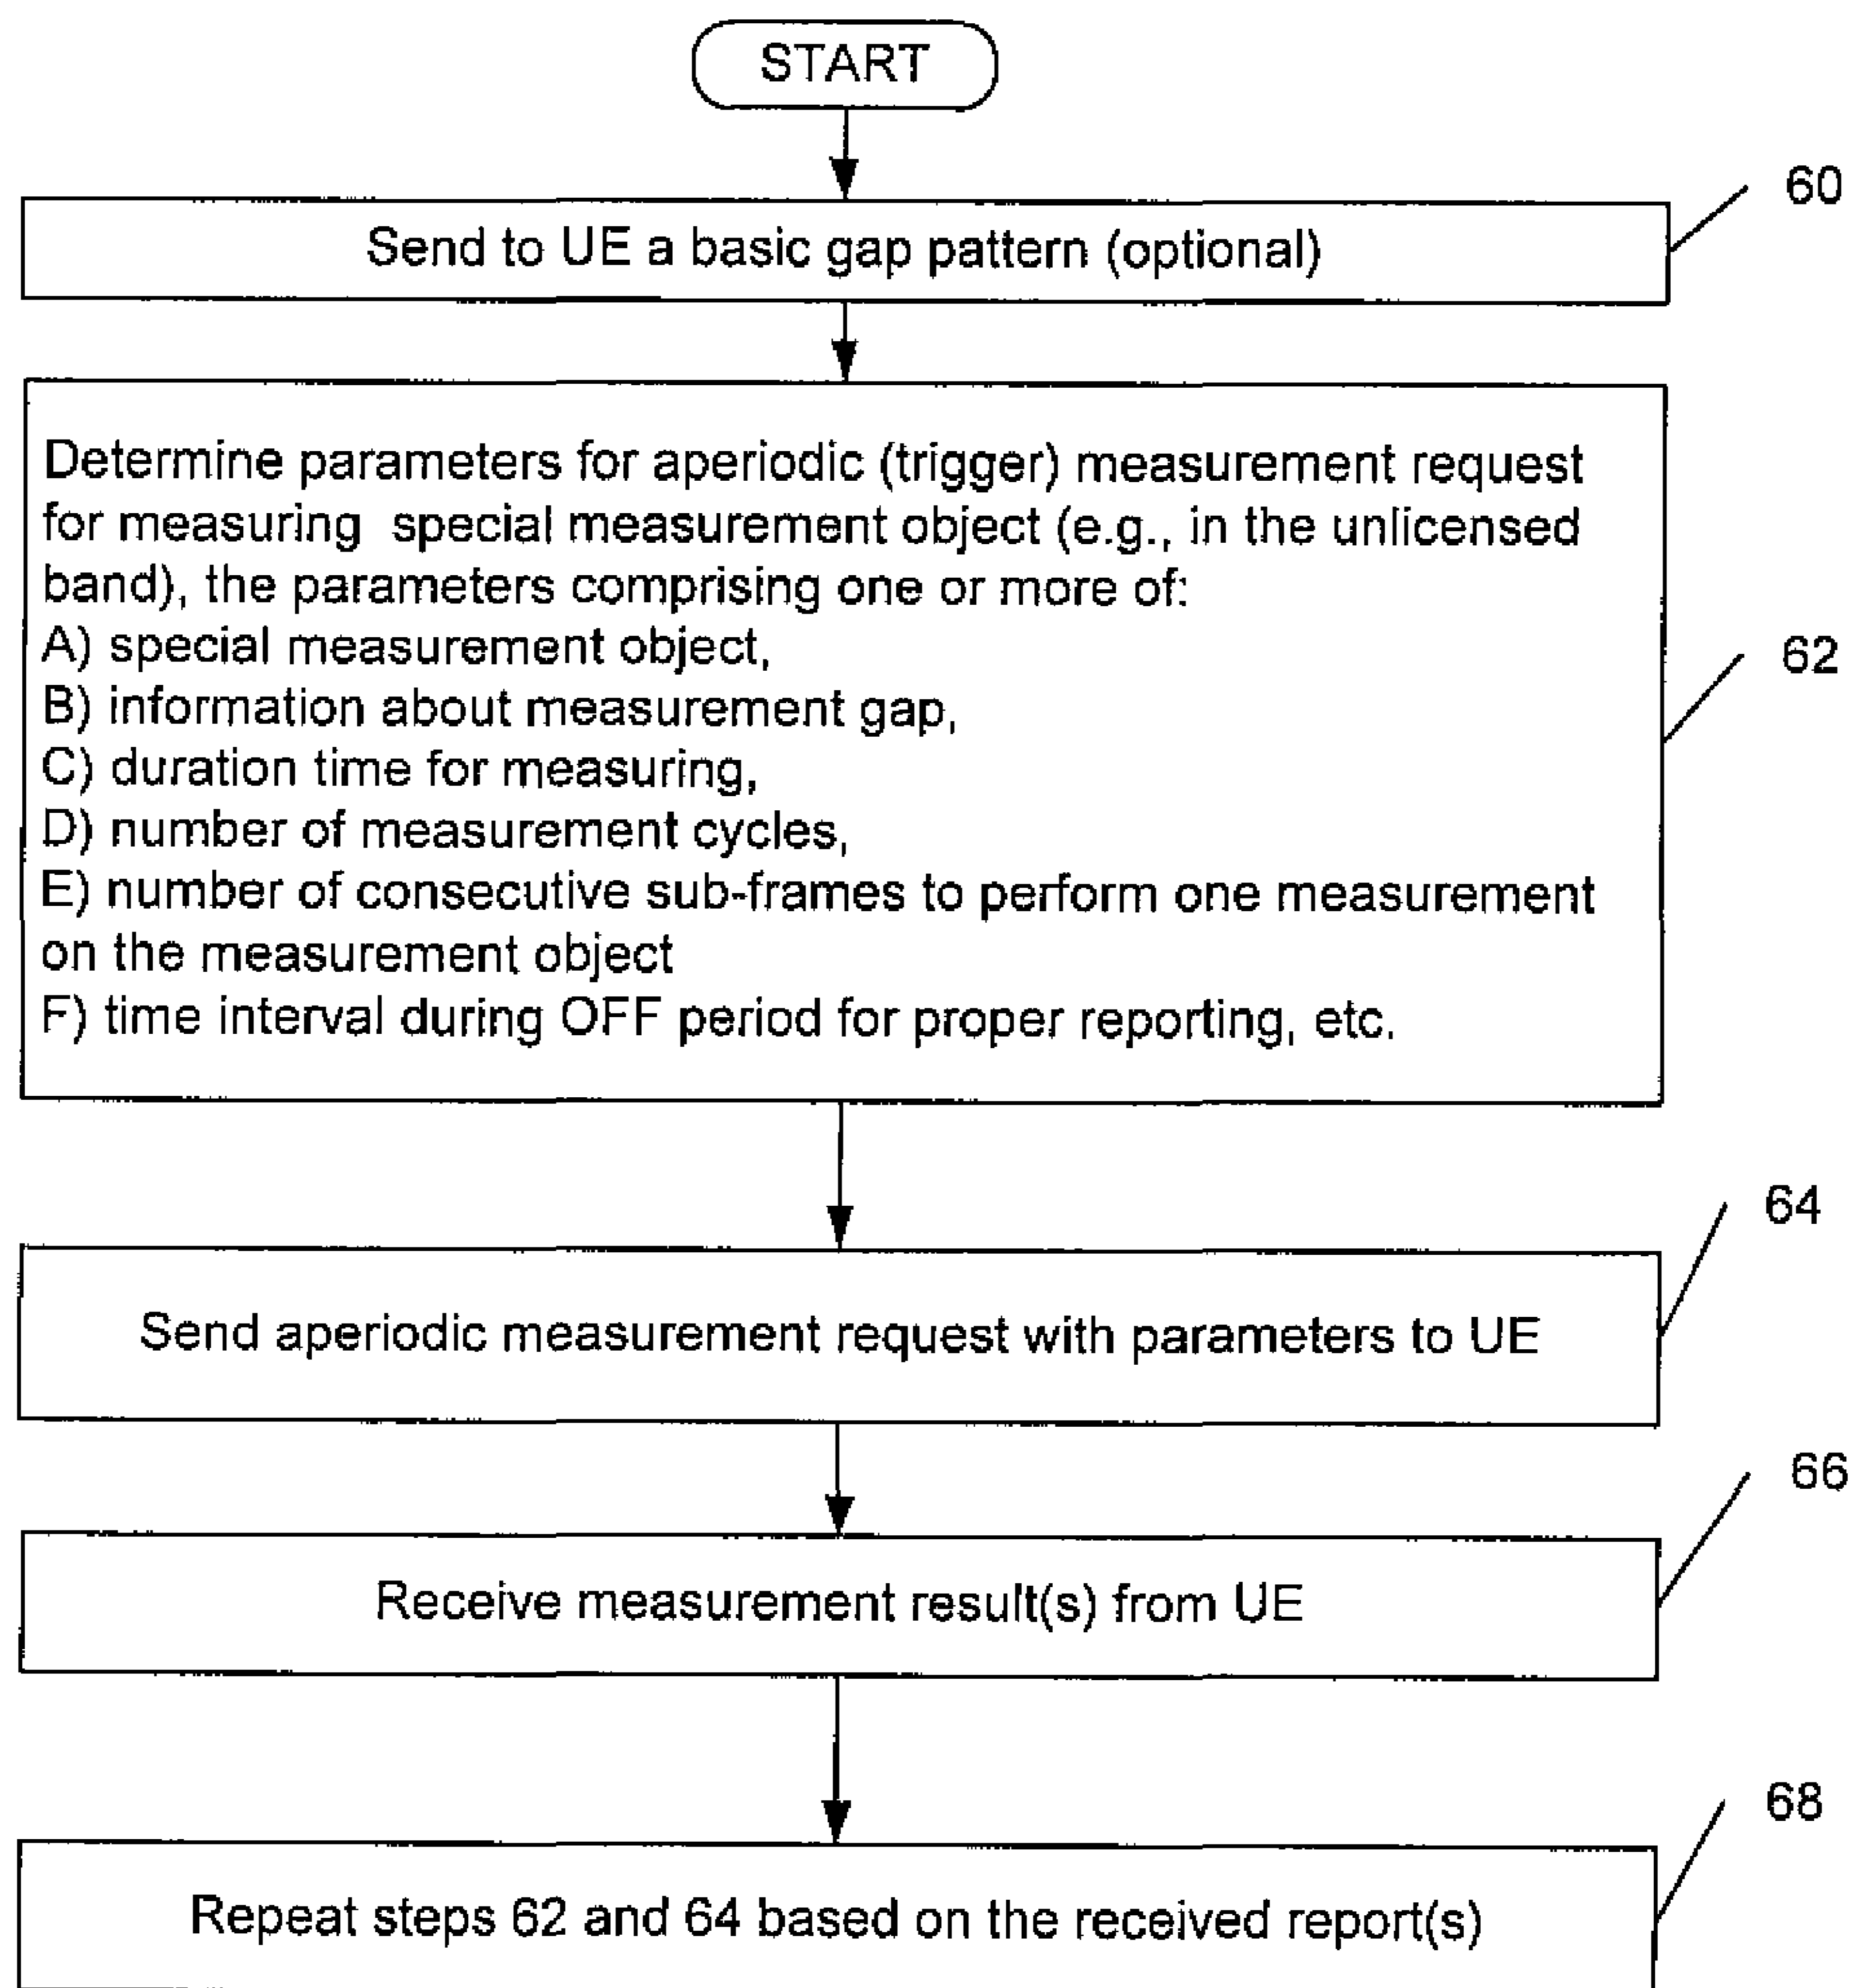 START
60
Send to UE a basic gap pattern (optional)
Determine parameters for aperiodic (trigger) measurement request
for measuring special measurement object (e.g., in the unlicensed
band), the parameters comprising one or more of:
A) special measurement object,
B) information about measurement gap,
C) duration time for measuring,
D) number of measurement cycles,
E) number of consecutive sub-frames to perform one measurement
on the measurement object
F) time interval during OFF period for proper reporting, etc.
62
64
Send aperiodic measurement request with parameters to UE
66
Receive measurement result(s) from UE
68
Repeat steps 62 and 64 based on the received report(s)